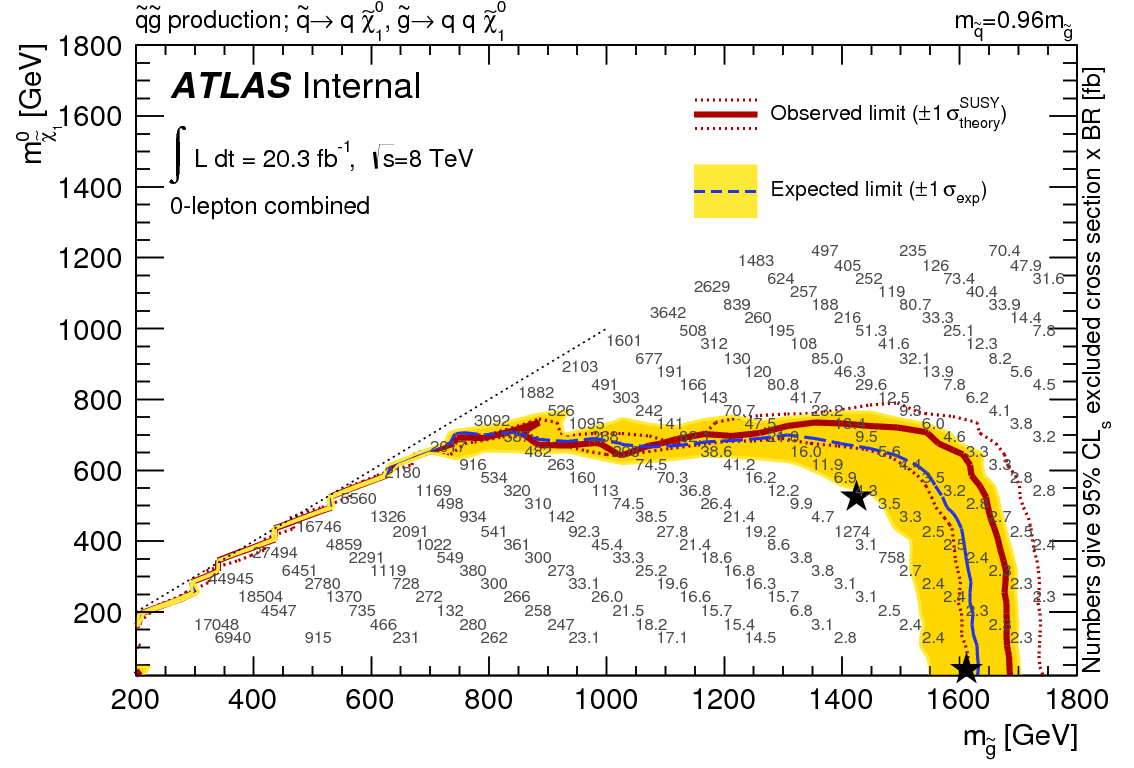 q̃g̃ production; q̃→ q χ̃₁⁰, g̃→ q q χ̃₁⁰
m_q̃=0.96m_g̃
m_χ̃₁⁰ [GeV]
1800
1600
1400
1200
1000
800
600
400
200
ATLAS Internal
∫ L dt = 20.3 fb⁻¹, √s=8 TeV
0-lepton combined
Observed limit (±1 σ_theory^SUSY)
Expected limit (±1 σ_exp)
497 235 70.4
1483 405 126 47.9
624 252 73.4 31.6
2629 257 119 40.4
839 188 80.7 33.9
3642 260 216 33.3 14.4
508 195 51.3 25.1 7.8
1601 312 108 41.6 12.3
677 130 85.0 32.1 8.2
2103 191 120 46.3 13.9 5.6
491 166 80.8 29.6 7.8 4.5
1882 303 143 41.7 12.5 6.2
526 242 70.7 23.2 9.3 4.1
3092 1095 141 47.5 6.0 3.8
9.5 4.6 3.2
482 38.6 16.0 3.3
916 263 74.5 41.2 11.9 3.3
2180 534 160 70.3 16.2 6.9 3.5 2.8
1169 320 113 36.8 12.2 3.2 2.8
8560 498 310 74.5 26.4 9.9 3.5
1326 934 142 38.5 21.4 4.7 3.3
16746 2091 541 92.3 27.8 19.2 1274 2.5 2.5
4859 1022 361 45.4 21.4 8.6 3.1 2.4
27494 2291 549 300 33.3 18.6 3.8 758 2.4
6451 1119 380 273 25.2 16.8 3.8 2.7
44945 2780 728 300 33.1 19.6 16.3 3.1 2.4 2.3
18504 1370 272 266 26.0 16.6 15.7 3.1 2.4 2.3
4547 735 132 258 21.5 15.7 6.8 2.5 2.3
17048 466 280 247 18.2 15.4 3.1 2.4
6940 915 231 262 23.1 17.1 14.5 2.8 2.4 2.3
200 400 600 800 1000 1200 1400 1600 1800
m_g̃ [GeV]
Numbers give 95% CL_s excluded cross section x BR [fb]